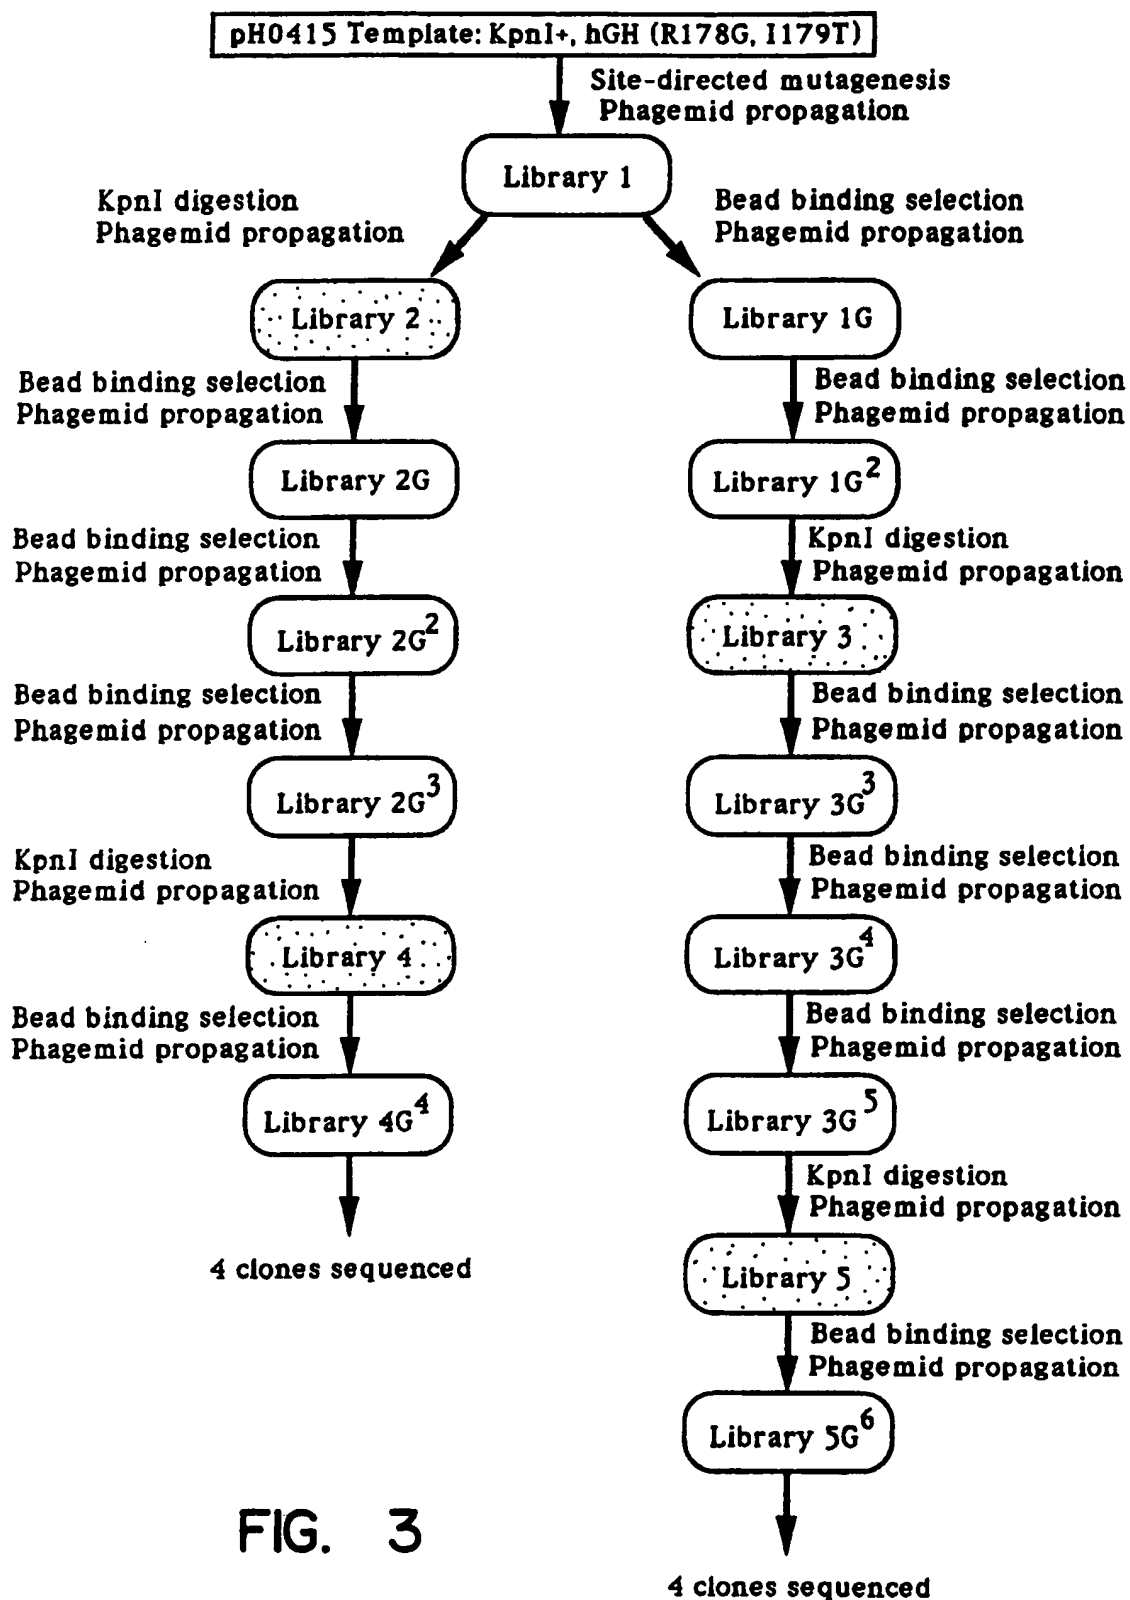 pH0415 Template: KpnI+, hGH (R178G, I179T)
Site-directed mutagenesis
Phagemid propagation
Library 1
KpnI digestion
Phagemid propagation
Bead binding selection
Phagemid propagation
Library 2
Library 1G
Bead binding selection
Phagemid propagation
Bead binding selection
Phagemid propagation
Library 2G
Library 1G²
Bead binding selection
Phagemid propagation
KpnI digestion
Phagemid propagation
Library 2G²
Library 3
Bead binding selection
Phagemid propagation
Bead binding selection
Phagemid propagation
Library 2G³
Library 3G³
KpnI digestion
Phagemid propagation
Bead binding selection
Phagemid propagation
Library 4
Library 3G⁴
Bead binding selection
Phagemid propagation
Bead binding selection
Phagemid propagation
Library 4G⁴
Library 3G⁵
KpnI digestion
Phagemid propagation
4 clones sequenced
Library 5
Bead binding selection
Phagemid propagation
Library 5G⁶
FIG. 3
4 clones sequenced